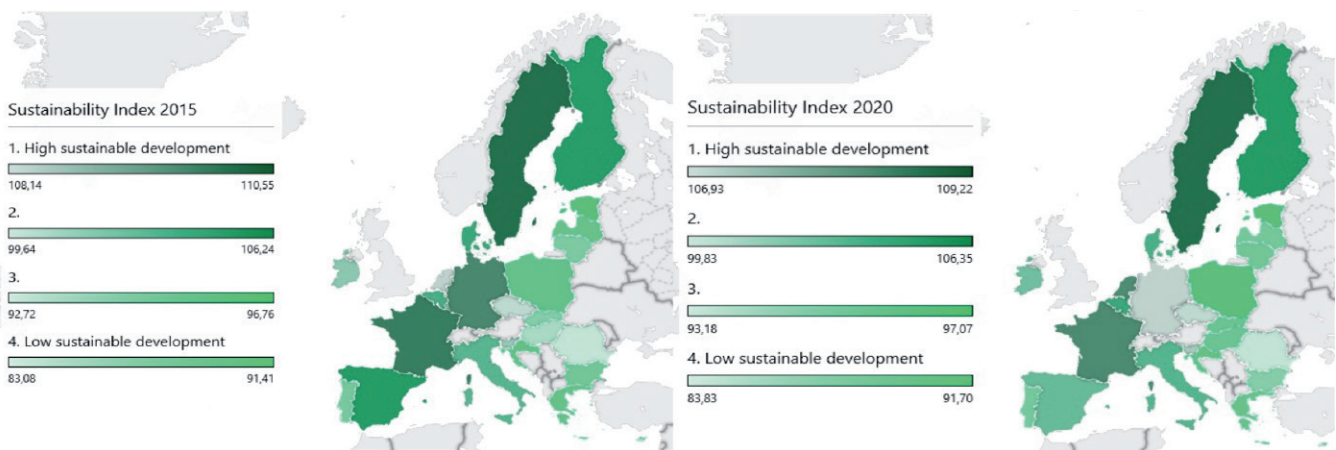 Sustainability Index 2015
1. High sustainable development
108,14 110,55
2.
99,64 106,24
3.
92,72 96,76
4. Low sustainable development
83,08 91,41
Sustainability Index 2020
1. High sustainable development
106,93 109,22
2.
99,83 106,35
3.
93,18 97,07
4. Low sustainable development
83,83 91,70